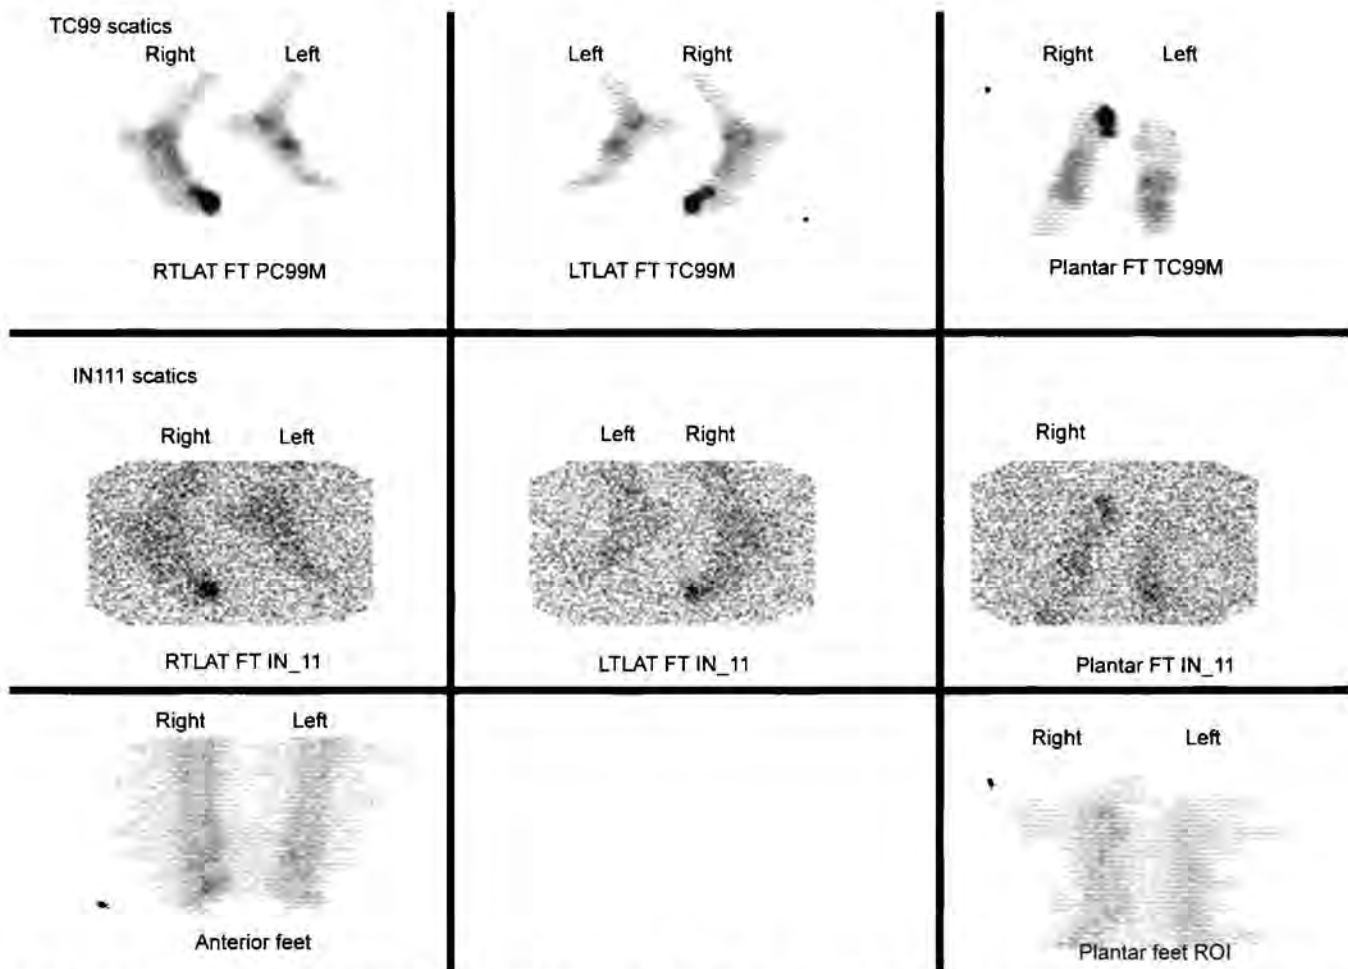 TC99 scatics
Right Left
RTLAT FT PC99M
Left Right
LTLAT FT TC99M
Right Left
Plantar FT TC99M
IN111 scatics
Right Left
RTLAT FT IN_11
Left Right
LTLAT FT IN_11
Right
Plantar FT IN_11
Right Left
Anterior feet
Right Left
Plantar feet ROI